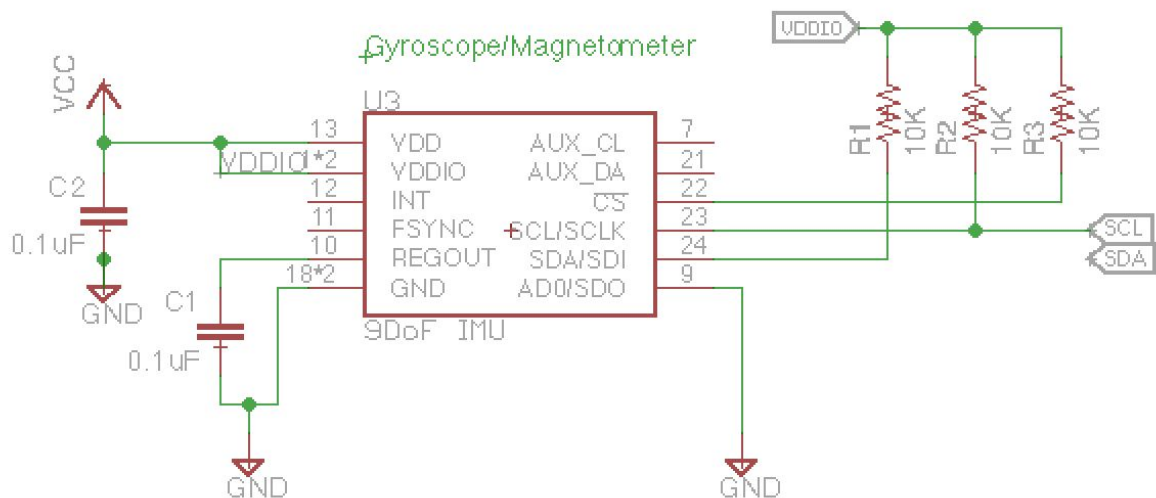 Gyroscope/Magnetometer
VDDIO
VCC
U3
R1
10K
R2
10K
R3
10K
13
VDD
AUX_CL
7
VDDIO
1*2
VDDIO
AUX_DA
21
12
INT
CS
22
11
FSYNC
SCL/SCLK
23
10
REGOUT
SDA/SDI
24
18*2
GND
AD0/SDO
9
SCL
SDA
C2
0.1uF
GND
C1
0.1uF
9DoF IMU
GND
GND